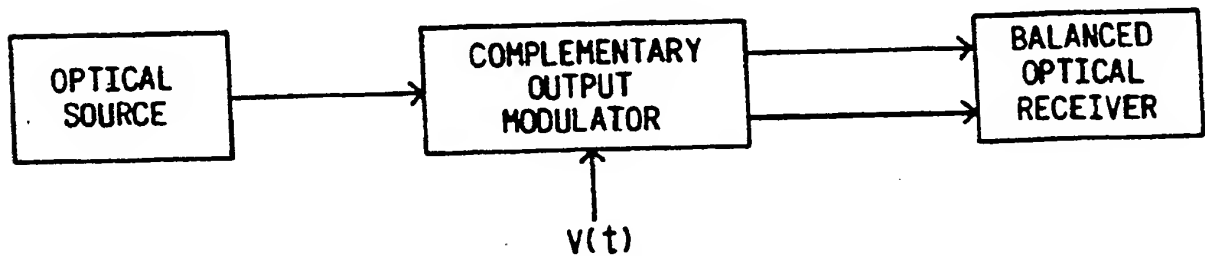 OPTICAL
SOURCE
COMPLEMENTARY
OUTPUT
MODULATOR
BALANCED
OPTICAL
RECEIVER
V(t)